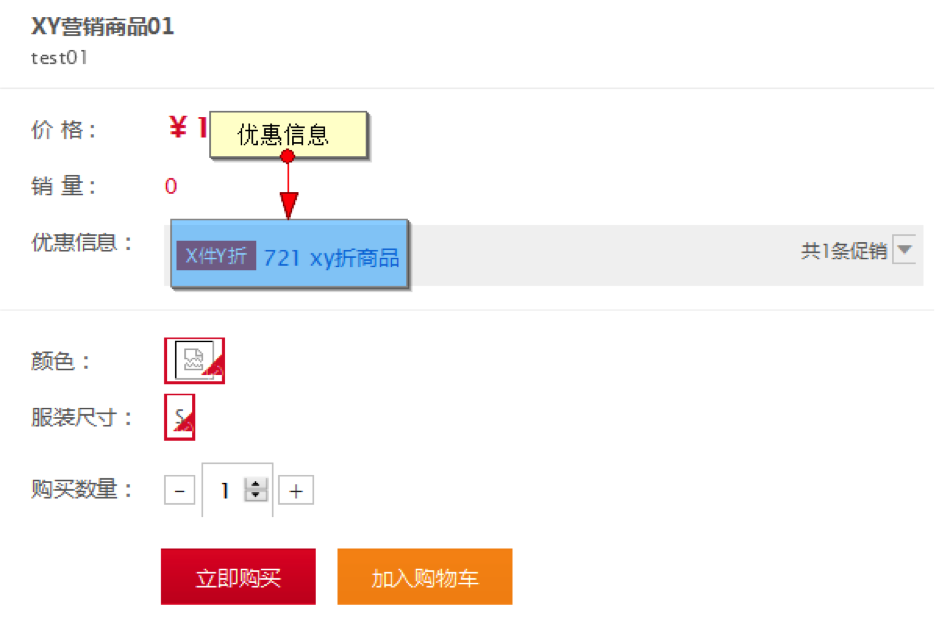 XY营销商品01
test01
价 格： ¥ 1
优惠信息
销 量： 0
优惠信息： X件Y折 721 xy折商品 共1条促销
颜色：
服装尺寸： S
购买数量： - 1 +
立即购买 加入购物车